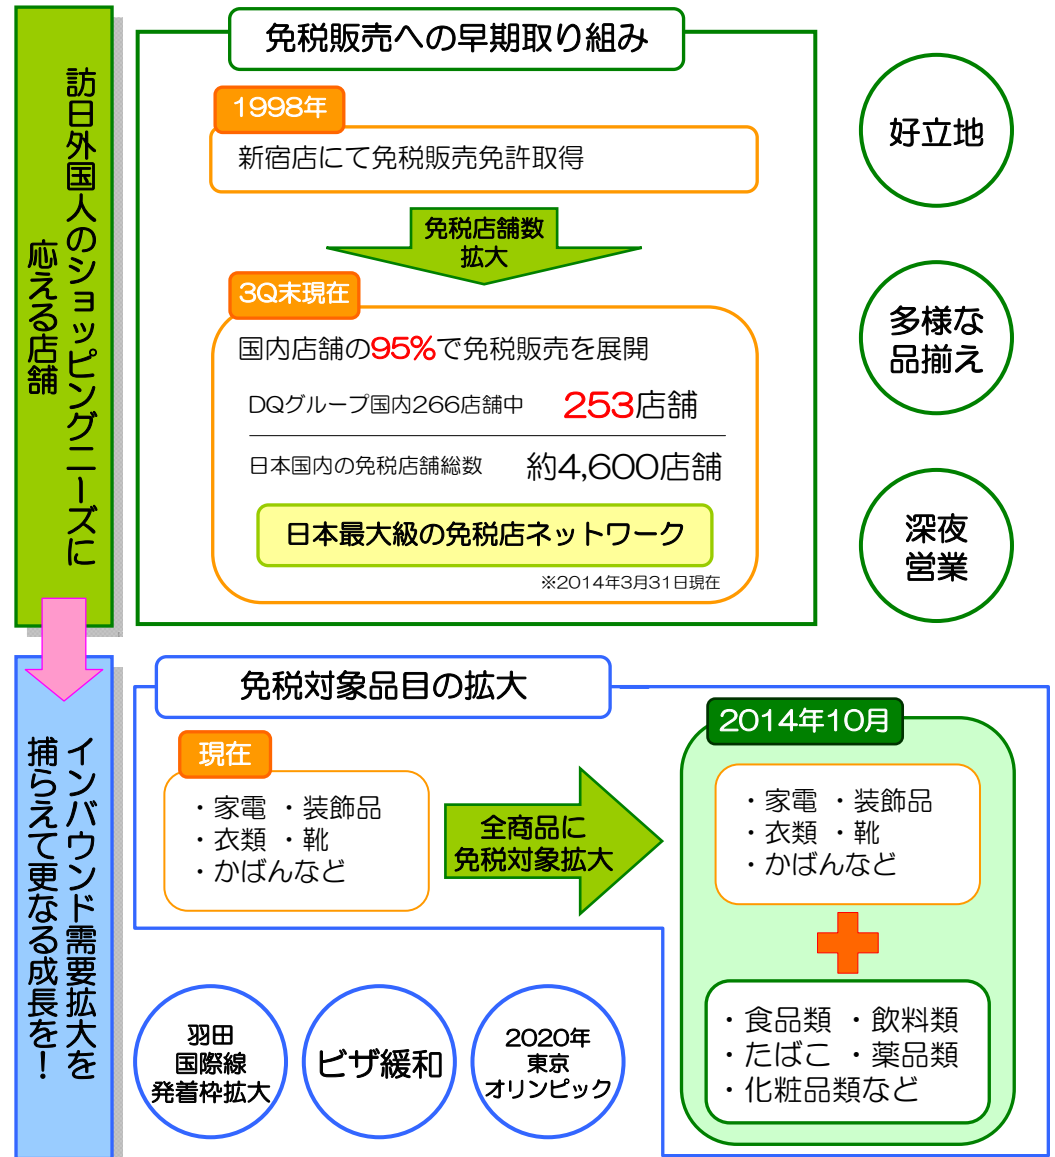 訪日外国人のショッピングニーズに
応える店舗
免税販売への早期取り組み
1998年
新宿店にて免税販売免許取得
免税店舗数
拡大
3Q末現在
国内店舗の95%で免税販売を展開
DQグループ国内266店舗中 253店舗
日本国内の免税店舗総数 約4,600店舗
日本最大級の免税店ネットワーク
※2014年3月31日現在
好立地
多様な
品揃え
深夜
営業
インバウンド需要拡大を
捕らえて更なる成長を！
免税対象品目の拡大
現在
・家電 ・装飾品
・衣類 ・靴
・かばんなど
全商品に
免税対象拡大
2014年10月
・家電 ・装飾品
・衣類 ・靴
・かばんなど
・食品類 ・飲料類
・たばこ ・薬品類
・化粧品類など
羽田
国際線
発着枠拡大
ビザ緩和
2020年
東京
オリンピック